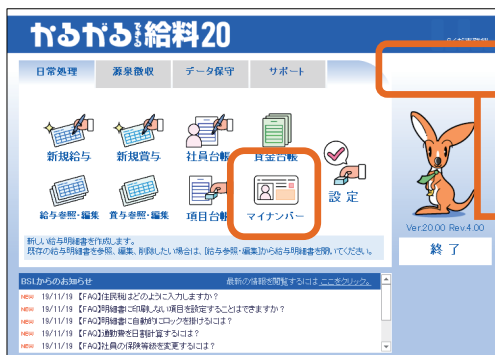 かるがるできる給料20
日常処理 源泉徴収 データ保守 サポート
新規給与 新規賞与 社員台帳 賃金台帳
給与参照・編集 賞与参照・編集 項目台帳 マイナンバー 設定
新しい給与明細書を作成します。
既存の給与明細書を参照、編集、削除したい場合は、[給与参照・編集]から給与明細書を開いてください。
Ver.20.00 Rev.4.00
終了
BSLからのお知らせ 最新の情報を閲覧するには ここをクリック。
NEW 19/11/19 【FAQ】住民税はどのように入力しますか？
NEW 19/11/19 【FAQ】明細書に印刷しない項目を設定することはできますか？
NEW 19/11/19 【FAQ】明細書に自動的にロックを掛けるには？
NEW 19/11/19 【FAQ】通勤費を日割計算するには？
NEW 19/11/19 【FAQ】社員の保険等級を変更するには？